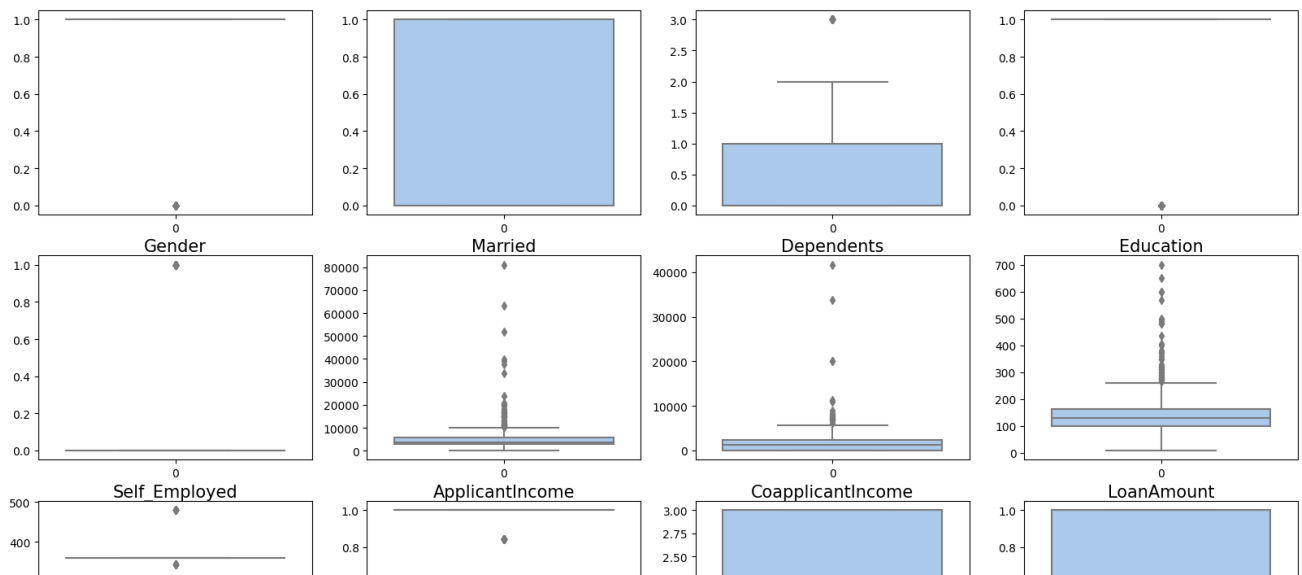 1.0 1.0 3.0 1.0
2.5
0.8 0.8 0.8
2.0
0.6 0.6 0.6
1.5
0.4 0.4 0.4
1.0
0.2 0.2 0.5 0.2
0.0 0.0 0.0 0.0
0 0 0 0
Gender Married Dependents Education
1.0 80000 40000 700
70000 600
0.8 60000 30000 500
0.6 50000 400
40000 20000
0.4 30000 300
20000 10000 200
0.2 10000 100
0.0 0 0 0
0 0 0 0
Self_Employed ApplicantIncome CoapplicantIncome LoanAmount
500 1.0 3.00 1.0
2.75
400 0.8 2.50 0.8